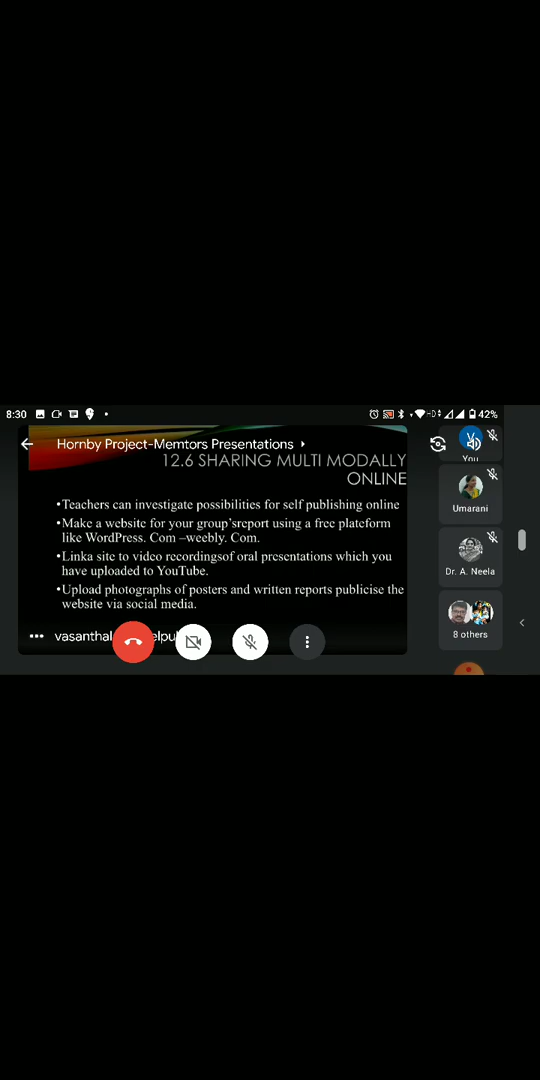 8:30
42%
Hornby Project-Memtors Presentations
12.6 SHARING MULTI MODALLY
ONLINE
•Teachers can investigate possibilities for self publishing online
•Make a website for your group'sreport using a free plateform
like WordPress. Com –weebly. Com.
•Linka site to video recordingsof oral presentations which you
have uploaded to YouTube.
•Upload photographs of posters and written reports publicise the
website via social media.
You
Umarani
Dr. A. Neela
8 others